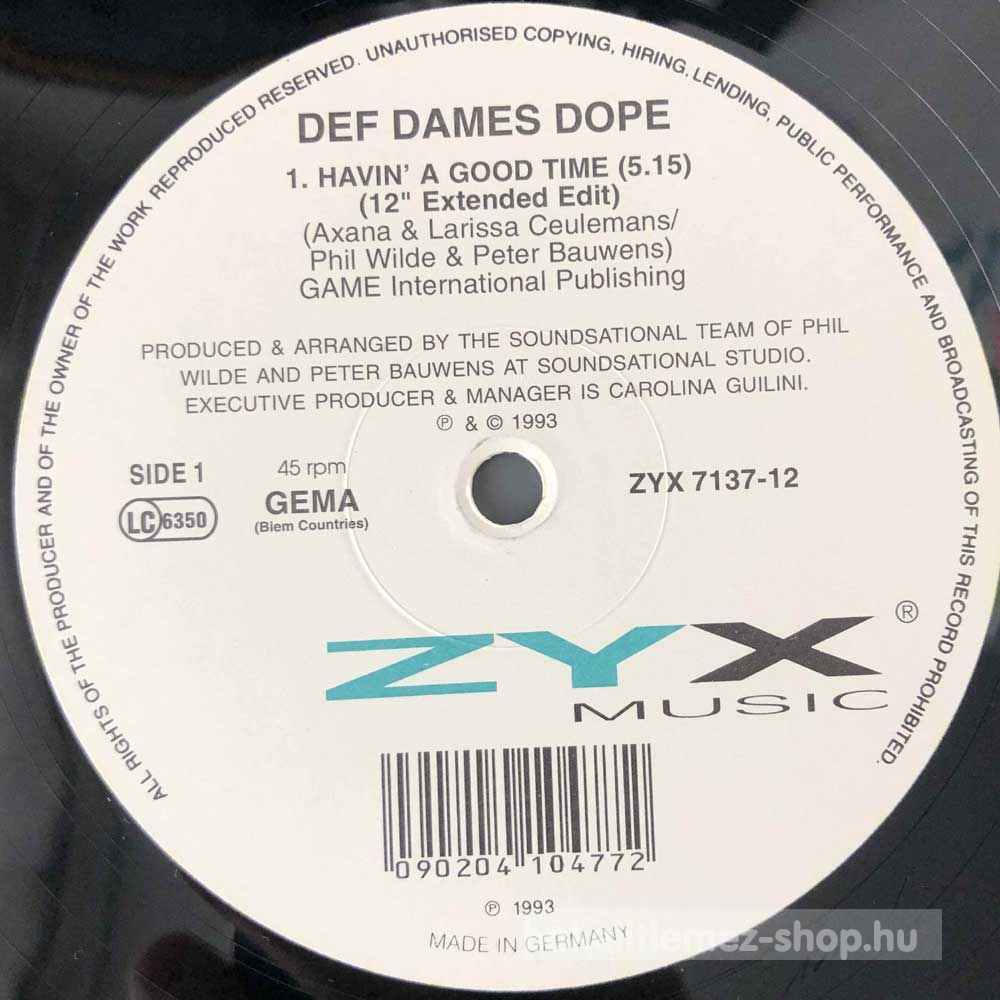 ALL RIGHTS OF THE PRODUCER AND OF THE OWNER OF THE WORK REPRODUCED RESERVED. UNAUTHORISED COPYING, HIRING, LENDING, PUBLIC PERFORMANCE AND BROADCASTING OF THIS RECORD PROHIBITED.
DEF DAMES DOPE
1. HAVIN' A GOOD TIME (5.15)
(12" Extended Edit)
(Axana & Larissa Ceulemans/
Phil Wilde & Peter Bauwens)
GAME International Publishing
PRODUCED & ARRANGED BY THE SOUNDSATIONAL TEAM OF PHIL
WILDE AND PETER BAUWENS AT SOUNDSATIONAL STUDIO.
EXECUTIVE PRODUCER & MANAGER IS CAROLINA GUILINI.
℗ & © 1993
SIDE 1
45 rpm
ZYX 7137-12
LC 6350
GEMA
(Biem Countries)
ZYX ®
MUSIC
090204 104772
℗ 1993
MADE IN GERMANY
lemez-shop.hu